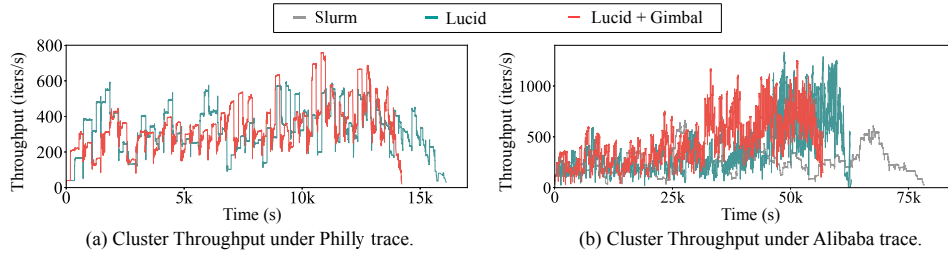 Slurm Lucid Lucid + Gimbal
Throughput (iters/s)
800
600
400
200
0
0 5k 10k 15k
Time (s)
(a) Cluster Throughput under Philly trace.
Throughput (iters/s)
1000
500
0
0 25k 50k 75k
Time (s)
(b) Cluster Throughput under Alibaba trace.